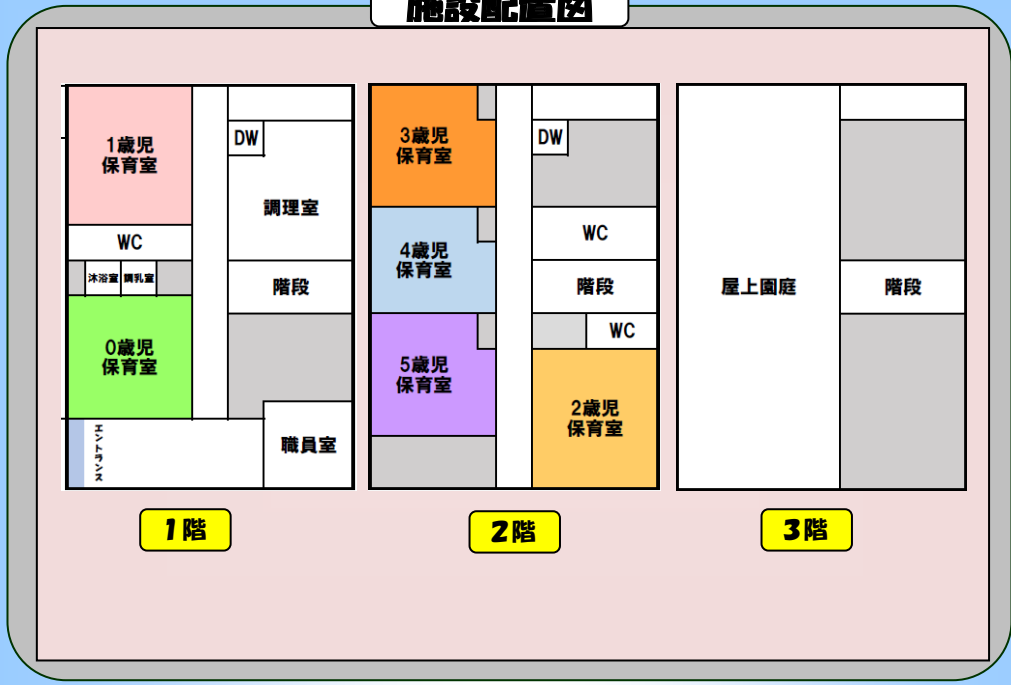 施設配置図
1歳児
保育室
WC
沐浴室
調乳室
0歳児
保育室
エントランス
DW
調理室
階段
職員室
1階
3歳児
保育室
4歳児
保育室
5歳児
保育室
DW
WC
階段
WC
2歳児
保育室
2階
屋上園庭
階段
3階